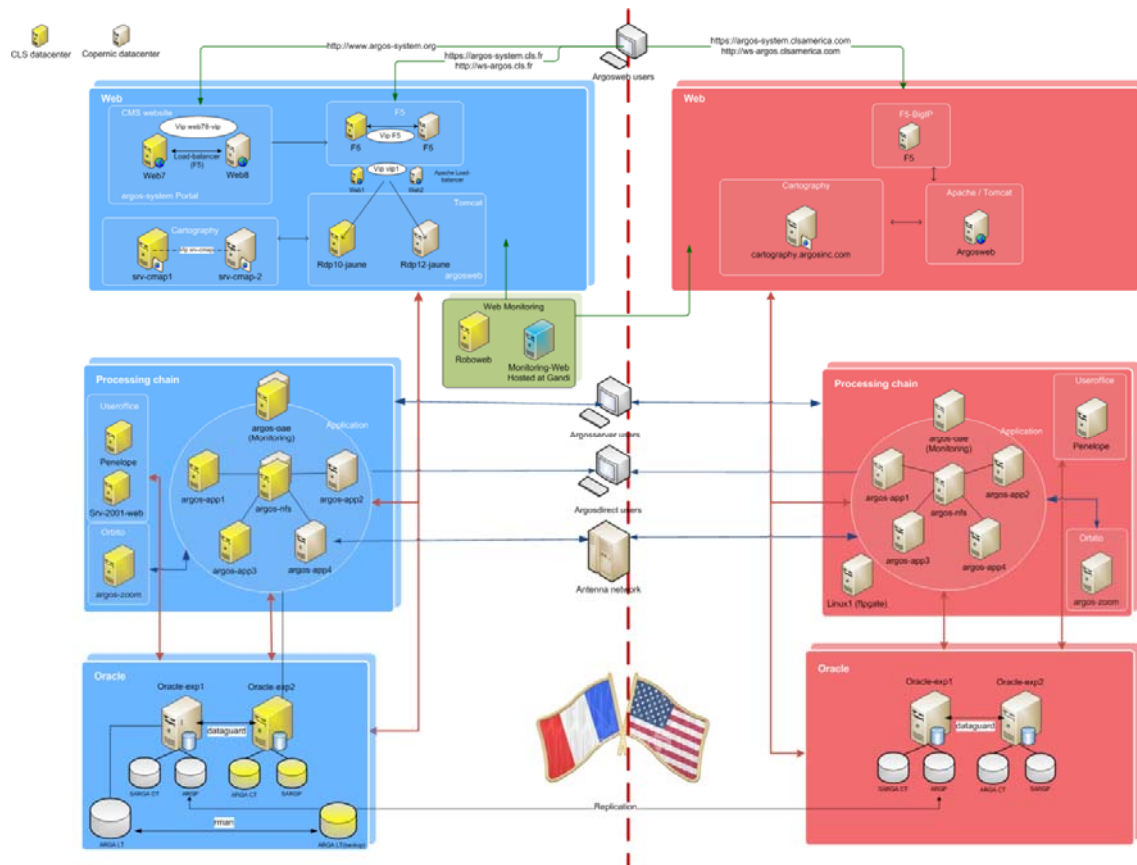 CLS datacenter
Copernic datacenter
http://www.argos-system.org
https://argos-system.cls.fr
http://ws-argos.cls.fr
https://argos-system.clsamerica.com
http://ws-argos.clsamerica.com
Argosweb users
Web
CMS website
Vip web78-vip
Web7
Load-balancer
(F5)
Web8
argos-system Portal
F5
F5
Vip F5
F5
Vip vip1
Web1
Web2
Apache Load-
balancer
Cartography
srv-cmap1
Vip srv-cmap
srv-cmap-2
Tomcat
Rdp10-jaune
Rdp12-jaune
argosweb
Web
F5-BigIP
F5
Cartography
cartography.argosinc.com
Apache / Tomcat
Argosweb
Web Monitoring
Roboweb
Monitoring-Web
Hosted at Gandi
Processing chain
Useroffice
Penelope
Srv-2001-web
Orbito
argos-zoom
argos-oae
(Monitoring)
Application
argos-app1
argos-nfs
argos-app2
argos-app3
argos-app4
Argosserver users
Argosdirect users
Antenna network
Processing chain
Useroffice
Penelope
argos-oae
(Monitoring)
Application
argos-app1
argos-nfs
argos-app2
argos-app3
argos-app4
Linux1 (ftpgate)
Orbito
argos-zoom
Oracle
Oracle-exp1
Oracle-exp2
dataguard
SARGA CT
ARGP
ARGA CT
SARGP
rman
ARGA LT
ARGA LT(backup)
Replication
Oracle
Oracle-exp1
Oracle-exp2
dataguard
SARGA CT
ARGP
ARGA CT
SARGP